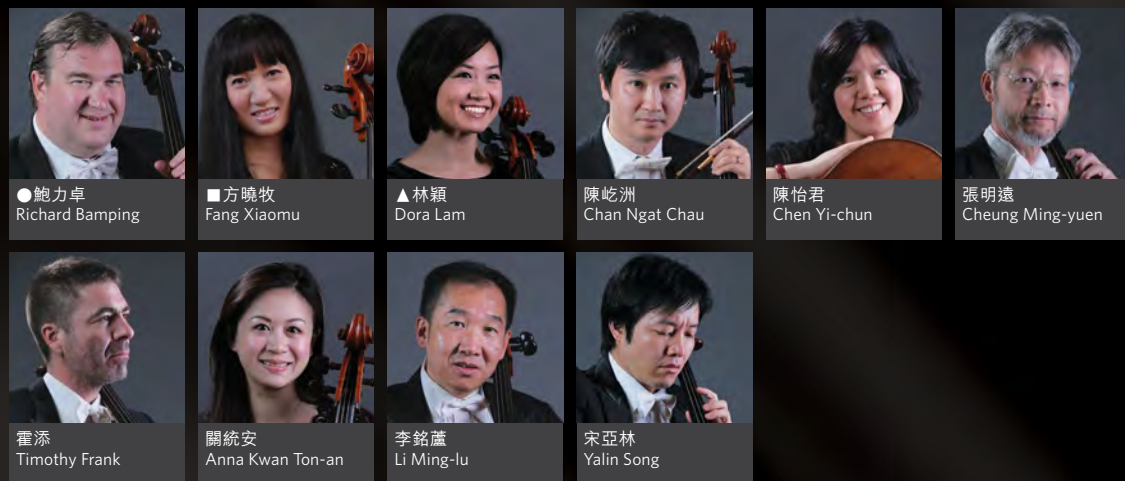 ●鮑力卓
Richard Bamping
■方曉牧
Fang Xiaomu
▲林穎
Dora Lam
陳屹洲
Chan Ngat Chau
陳怡君
Chen Yi-chun
張明遠
Cheung Ming-yuen
霍添
Timothy Frank
關統安
Anna Kwan Ton-an
李銘蘆
Li Ming-lu
宋亞林
Yalin Song